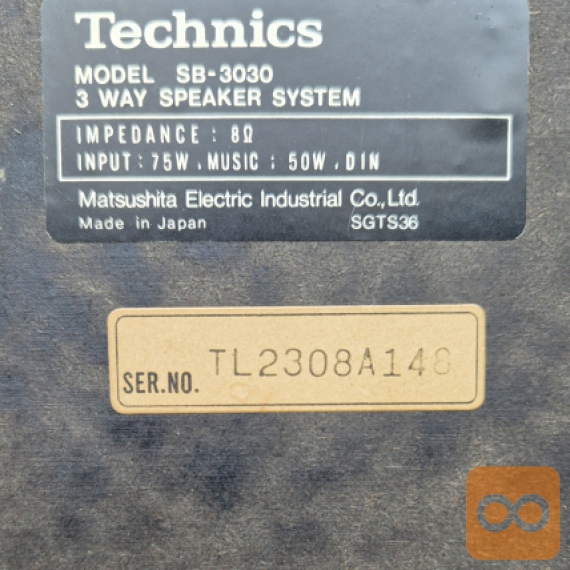 Technics
MODEL SB-3030
3 WAY SPEAKER SYSTEM
IMPEDANCE : 8Ω
INPUT : 75W , MUSIC : 50W , DIN
Matsushita Electric Industrial Co.,Ltd.
Made in Japan SGTS36
SER.NO. TL2308A148